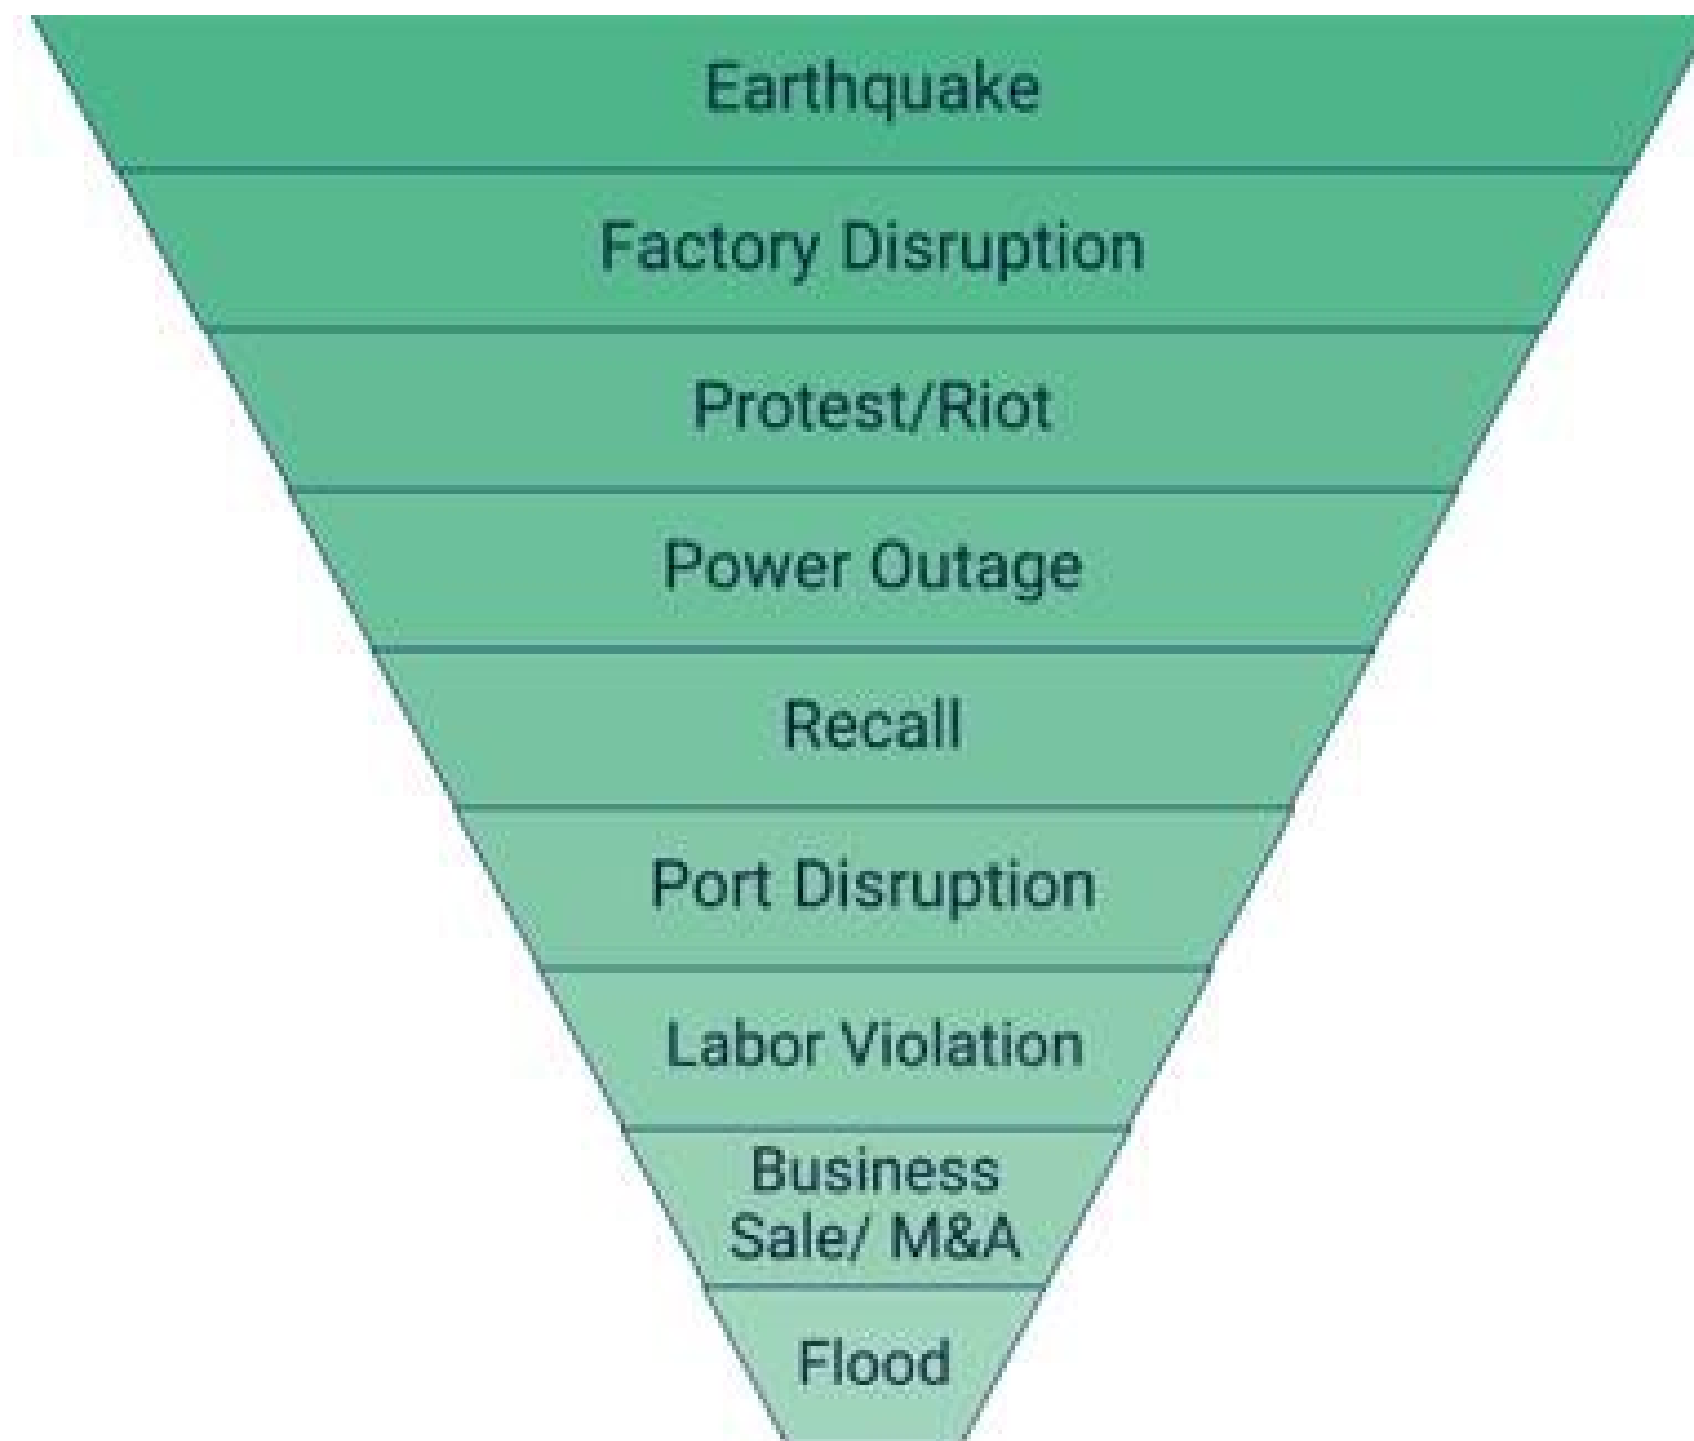 Earthquake
Factory Disruption
Protest/Riot
Power Outage
Recall
Port Disruption
Labor Violation
Business
Sale/ M&A
Flood